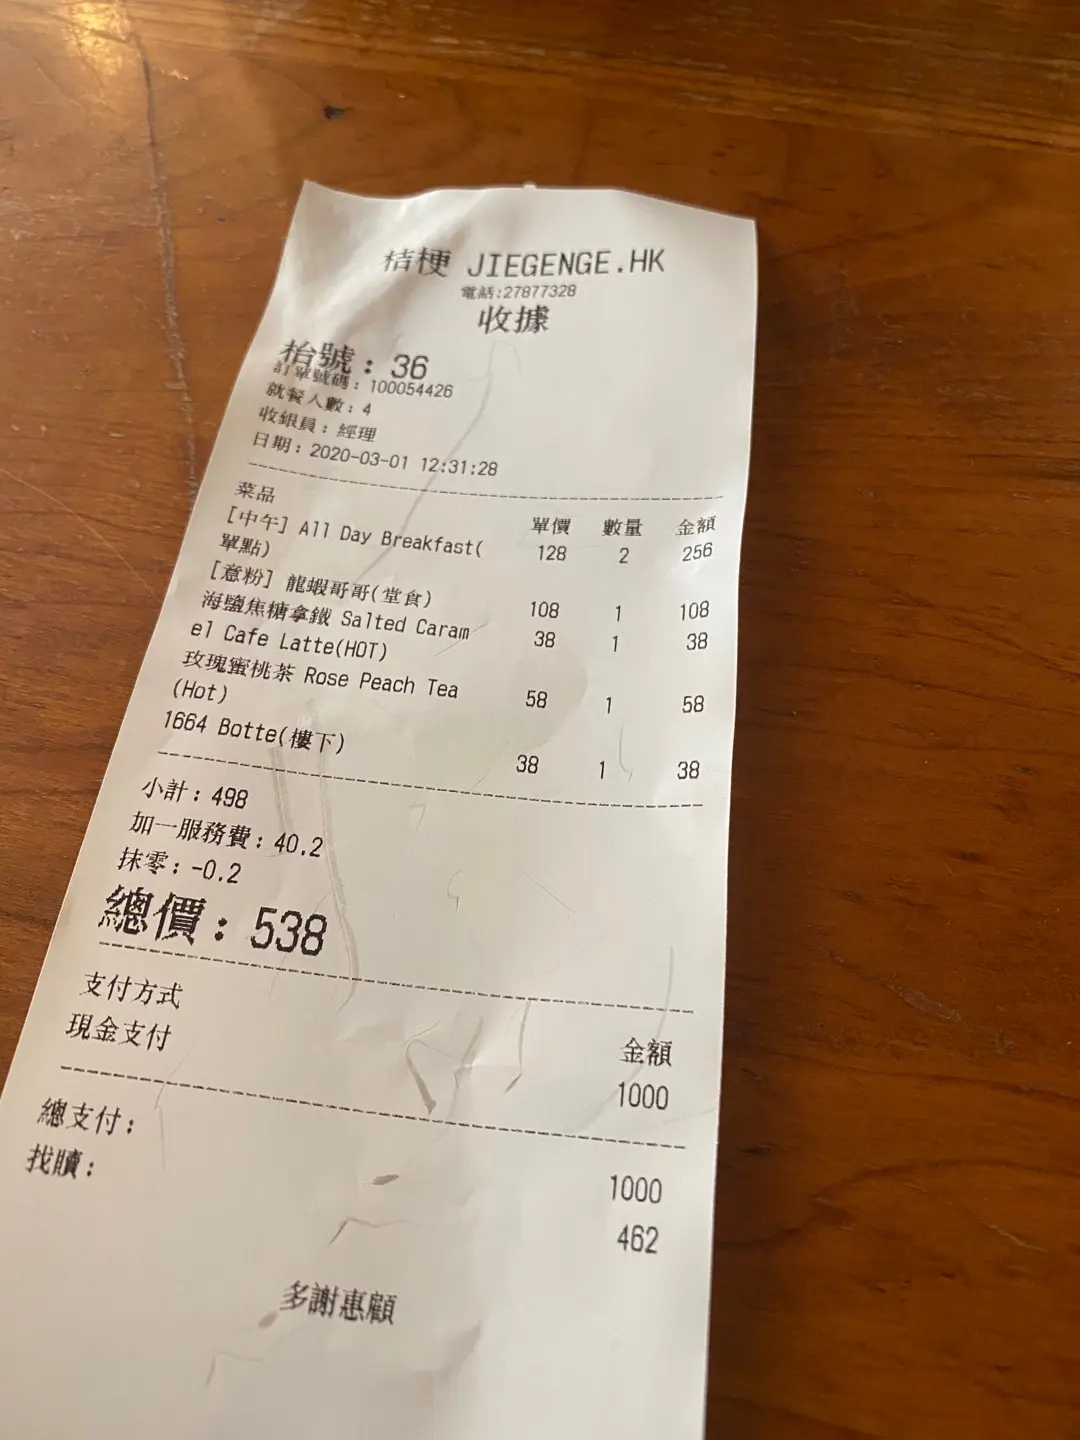 桔梗 JIEGENGE.HK
電話:27877328
收據
枱號: 36
訂單號碼: 100054426
就餐人數: 4
收銀員: 經理
日期: 2020-03-01 12:31:28
菜品 單價 數量 金額
[中午] All Day Breakfast( 128 2 256
單點)
[意粉] 龍蝦哥哥(堂食) 108 1 108
海鹽焦糖拿鐵 Salted Caram 38 1 38
el Cafe Latte(HOT)
玫瑰蜜桃茶 Rose Peach Tea 58 1 58
(Hot)
1664 Botte(樓下) 38 1 38
小計: 498
加一服務費: 40.2
抹零: -0.2
總價: 538
支付方式 金額
現金支付 1000
總支付: 1000
找贖: 462
多謝惠顧